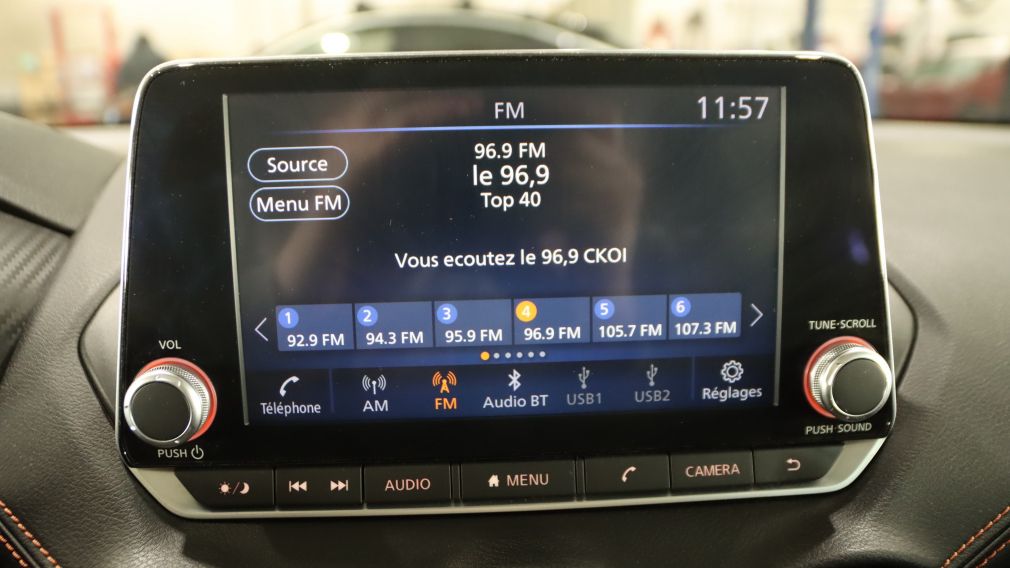 FM
11:57
Source
Menu FM
96.9 FM
le 96,9
Top 40
Vous ecoutez le 96,9 CKOI
1 2 3 4 5 6
92.9 FM 94.3 FM 95.9 FM 96.9 FM 105.7 FM 107.3 FM
Téléphone AM FM Audio BT USB1 USB2 Réglages
VOL
PUSH
TUNE·SCROLL
PUSH·SOUND
AUDIO MENU CAMERA